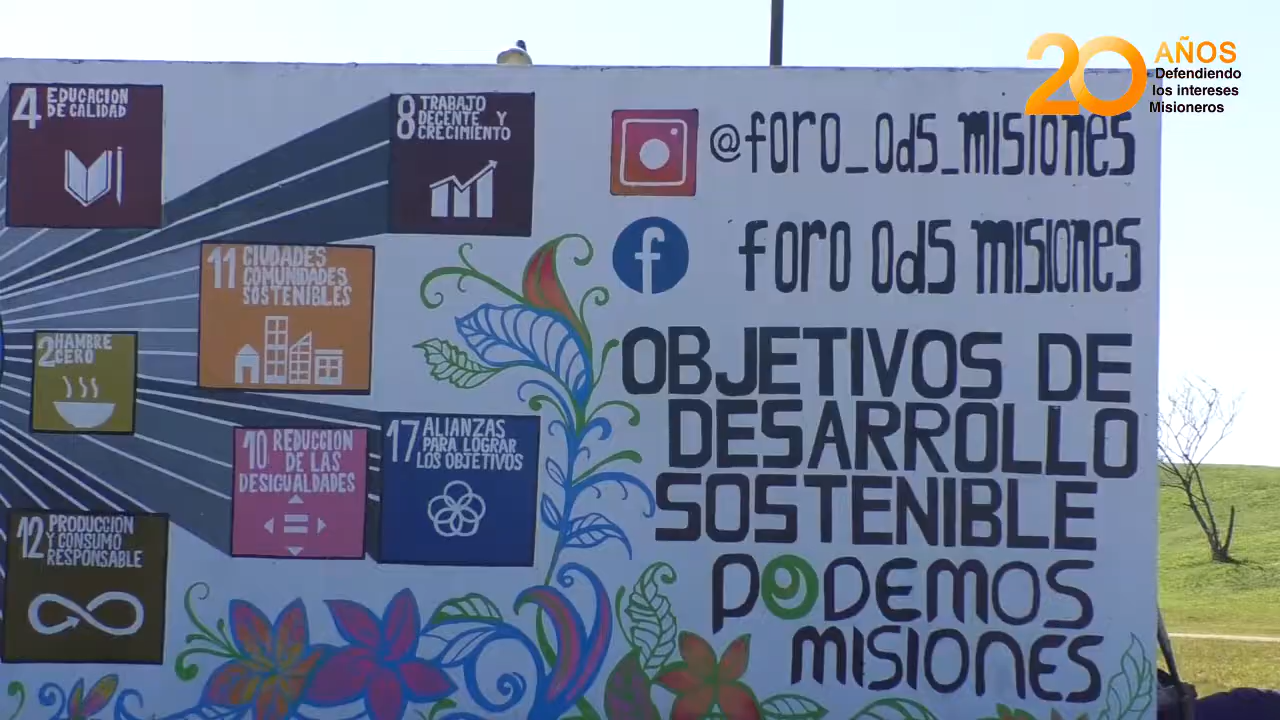 4 EDUCACION
DE CALIDAD
8 TRABAJO
DECENTE Y
CRECIMIENTO
11 CIUDADES
COMUNIDADES
SOSTENIBLES
2 HAMBRE
CERO
10 REDUCCION
DE LAS
DESIGUALDADES
17 ALIANZAS
PARA LOGRAR
LOS OBJETIVOS
12 PRODUCCION
Y CONSUMO
RESPONSABLE
@foro_ods_misiones
f
foro ods misiones
OBJETIVOS DE
DESARROLLO
SOSTENIBLE
PODEMOS
MISIONES
20 AÑOS
Defendiendo
los intereses
Misioneros